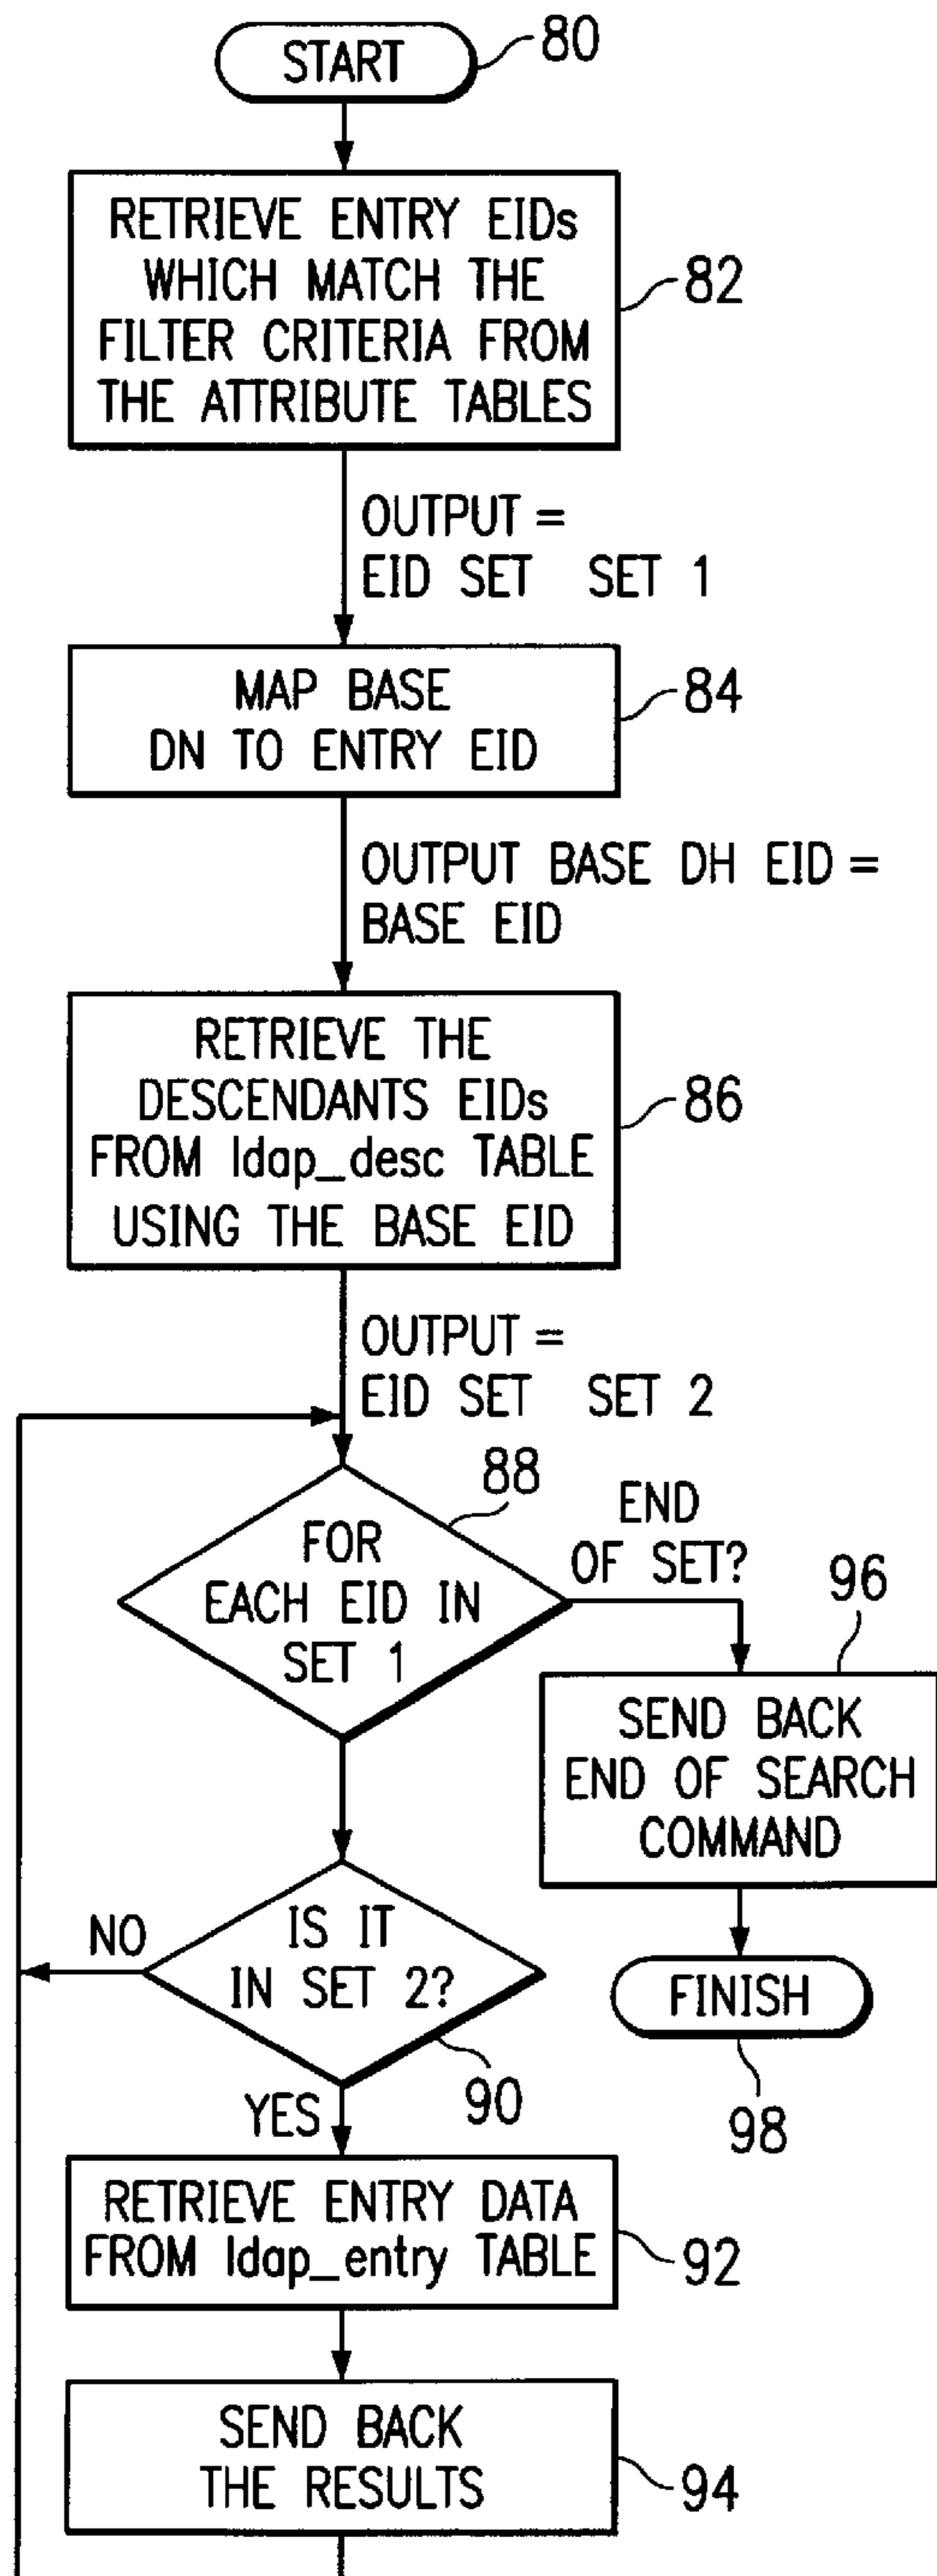 START
80
RETRIEVE ENTRY EIDs
WHICH MATCH THE
FILTER CRITERIA FROM
THE ATTRIBUTE TABLES
82
OUTPUT =
EID SET SET 1
MAP BASE
DN TO ENTRY EID
84
OUTPUT BASE DH EID =
BASE EID
RETRIEVE THE
DESCENDANTS EIDs
FROM ldap_desc TABLE
USING THE BASE EID
86
OUTPUT =
EID SET SET 2
88
FOR
EACH EID IN
SET 1
END
OF SET?
96
SEND BACK
END OF SEARCH
COMMAND
NO
IS IT
IN SET 2?
90
FINISH
98
YES
RETRIEVE ENTRY DATA
FROM ldap_entry TABLE
92
SEND BACK
THE RESULTS
94